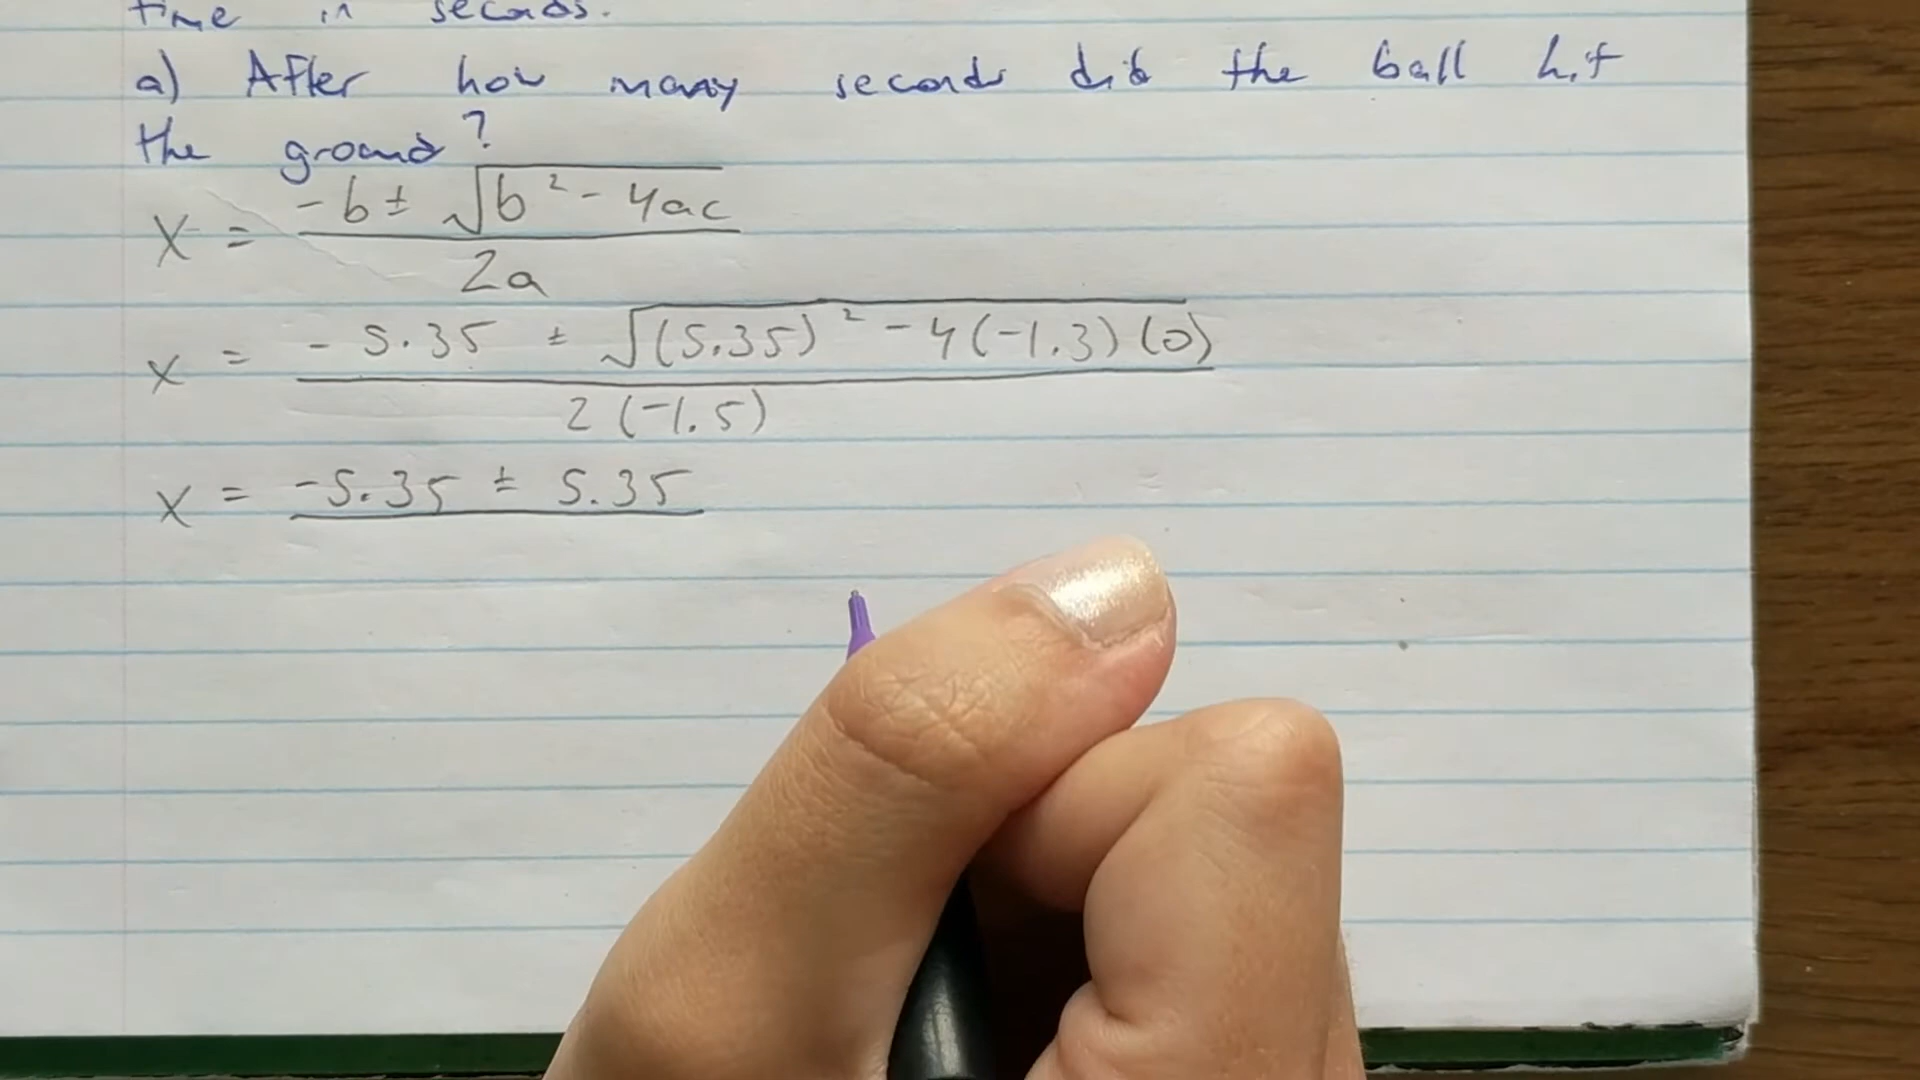 time in seconds.
a) After how many seconds did the ball hit
the ground?
x = (-b ± √(b² - 4ac)) / 2a
x = (-5.35 ± √((5.35)² - 4(-1.3)(0))) / 2(-1.5)
x = -5.35 ± 5.35